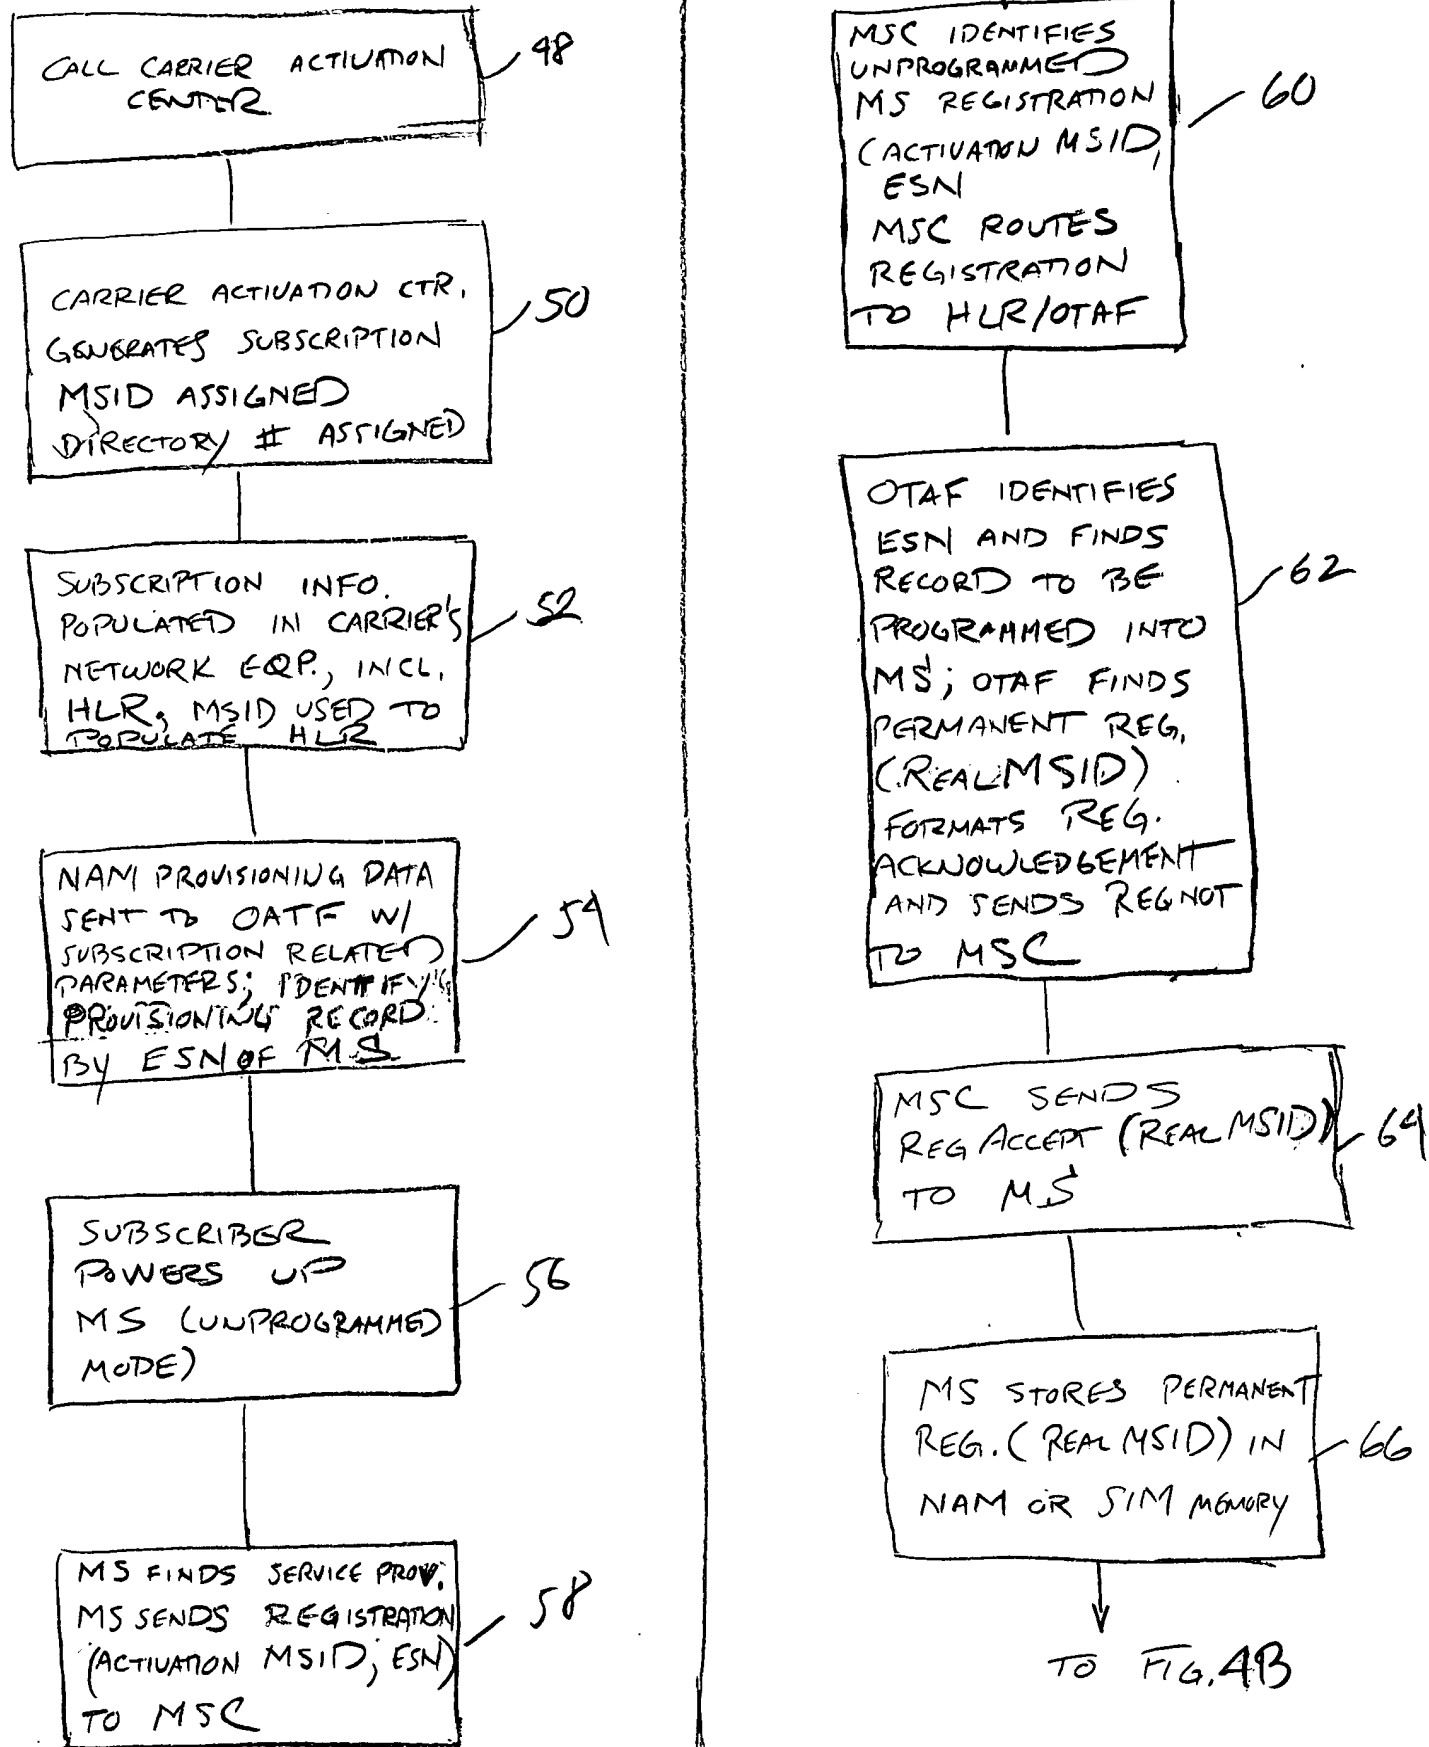 CALL CARRIER ACTIVATION
CENTER
48
CARRIER ACTIVATION CTR.
GENERATES SUBSCRIPTION
MSID ASSIGNED
DIRECTORY # ASSIGNED
50
SUBSCRIPTION INFO.
POPULATED IN CARRIER'S
NETWORK EQP., INCL.
HLR, MSID USED TO
POPULATE HLR
52
NAM PROVISIONING DATA
SENT TO OATF W/
SUBSCRIPTION RELATED
PARAMETERS; IDENTIFY
PROVISIONING RECORD
BY ESN OF MS
54
SUBSCRIBER
POWERS UP
MS (UNPROGRAMMED
MODE)
56
MS FINDS SERVICE PROV.
MS SENDS REGISTRATION
(ACTIVATION MSID; ESN)
TO MSC
58
MSC IDENTIFIES
UNPROGRAMMED
MS REGISTRATION
(ACTIVATION MSID,
ESN
MSC ROUTES
REGISTRATION
TO HLR/OTAF
60
OTAF IDENTIFIES
ESN AND FINDS
RECORD TO BE
PROGRAMMED INTO
MS; OTAF FINDS
PERMANENT REG.
(REAL MSID)
FORMATS REG.
ACKNOWLEDGEMENT
AND SENDS REGNOT
TO MSC
62
MSC SENDS
REG ACCEPT (REAL MSID)
TO MS
64
MS STORES PERMANENT
REG. (REAL MSID) IN
NAM OR SIM MEMORY
66
TO FIG. 4B